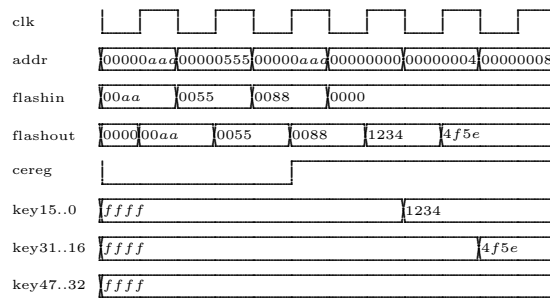 clk
addr 00000aaa 00000555 00000aaa 00000000 00000004 00000008
flashin 00aa 0055 0088 0000
flashout 0000 00aa 0055 0088 1234 4f5e
cereg
key15..0 ffff 1234
key31..16 ffff 4f5e
key47..32 ffff